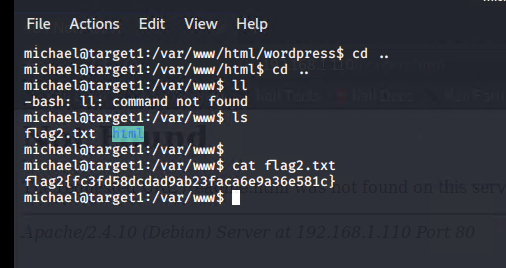 File Actions Edit View Help
michael@target1:/var/www/html/wordpress$ cd ..
michael@target1:/var/www/html$ cd ..
michael@target1:/var/www$ ll
-bash: ll: command not found
michael@target1:/var/www$ ls
flag2.txt html
michael@target1:/var/www$
michael@target1:/var/www$ cat flag2.txt
flag2{fc3fd58dcdad9ab23faca6e9a36e581c}
michael@target1:/var/www$
was not found on this serv
Apache/2.4.10 (Debian) Server at 192.168.1.110 Port 80